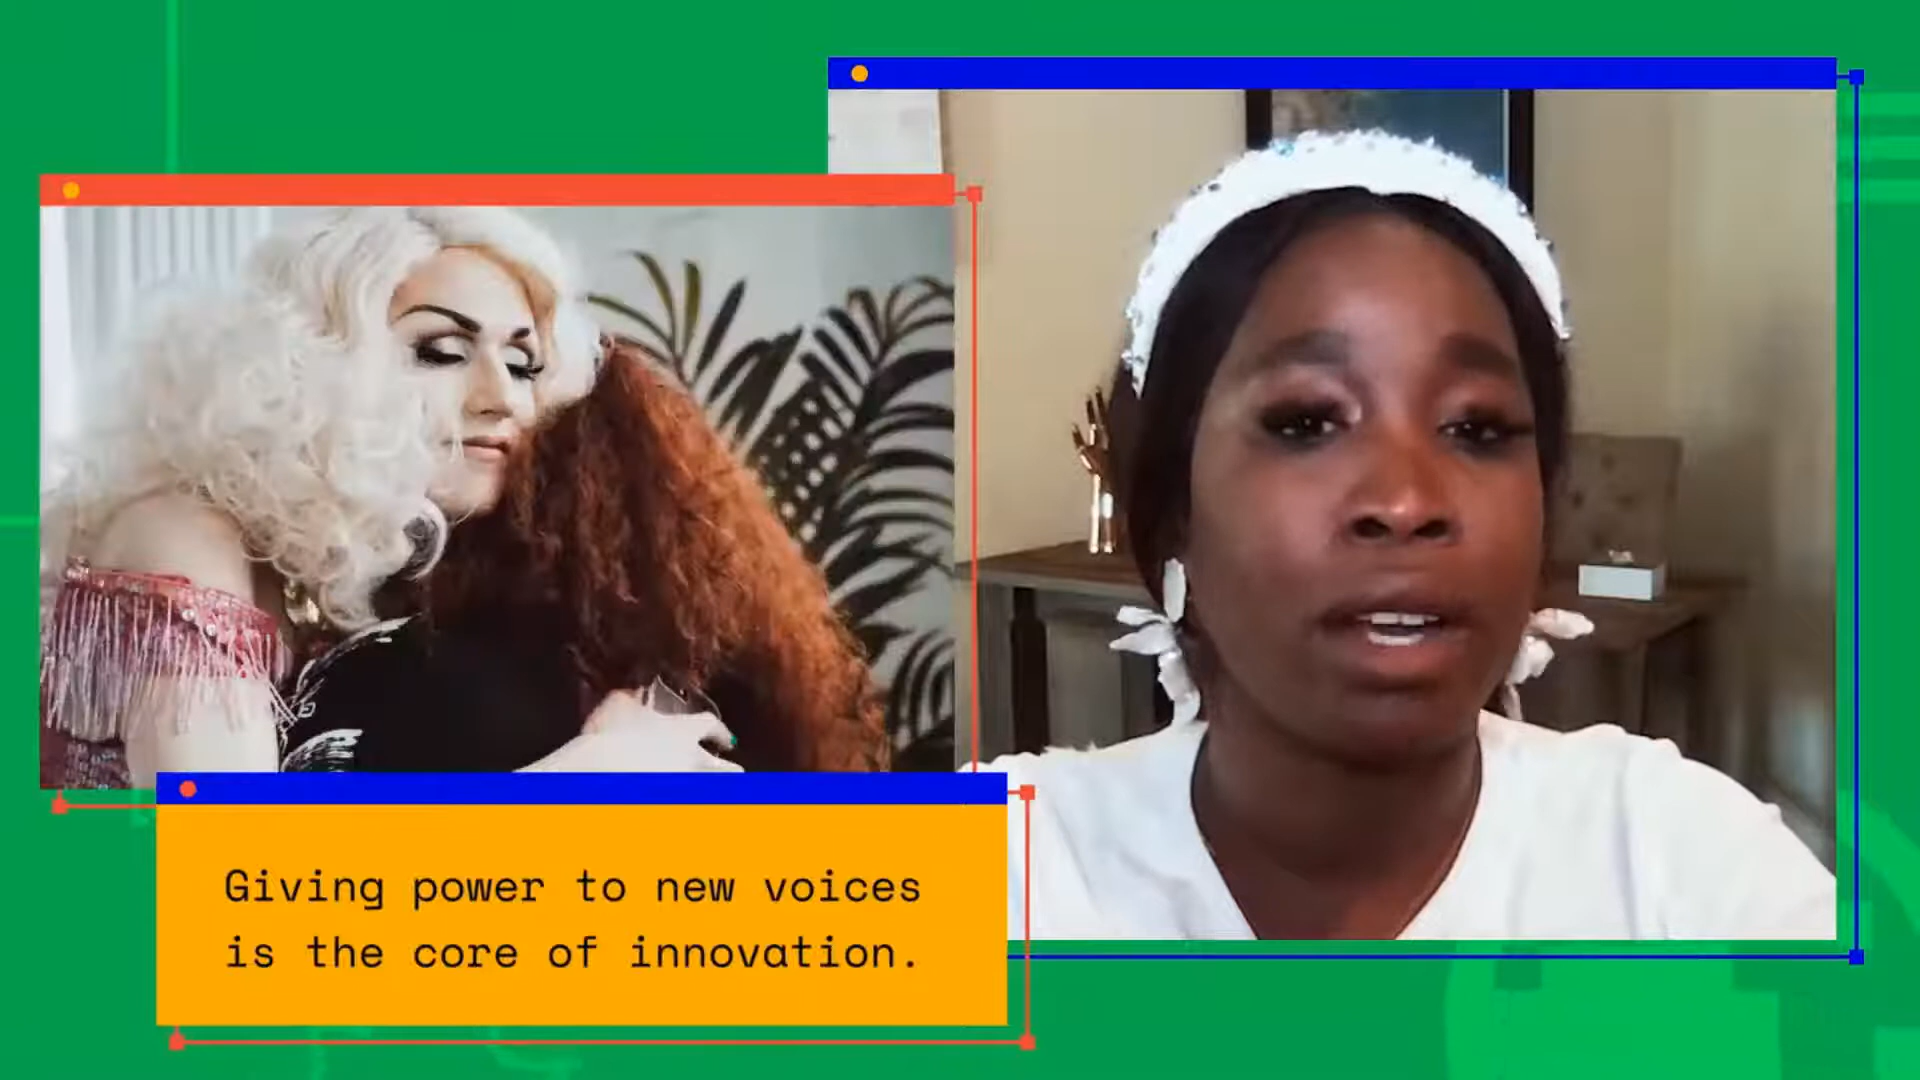 Giving power to new voices
is the core of innovation.